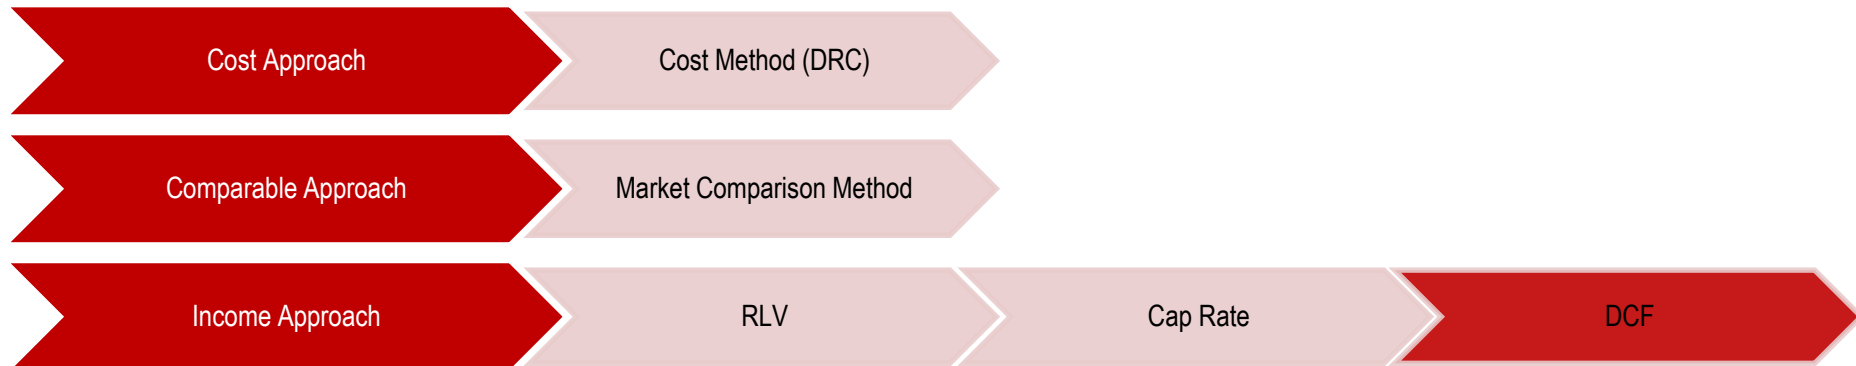 Cost Approach
Cost Method (DRC)
Comparable Approach
Market Comparison Method
Income Approach
RLV
Cap Rate
DCF